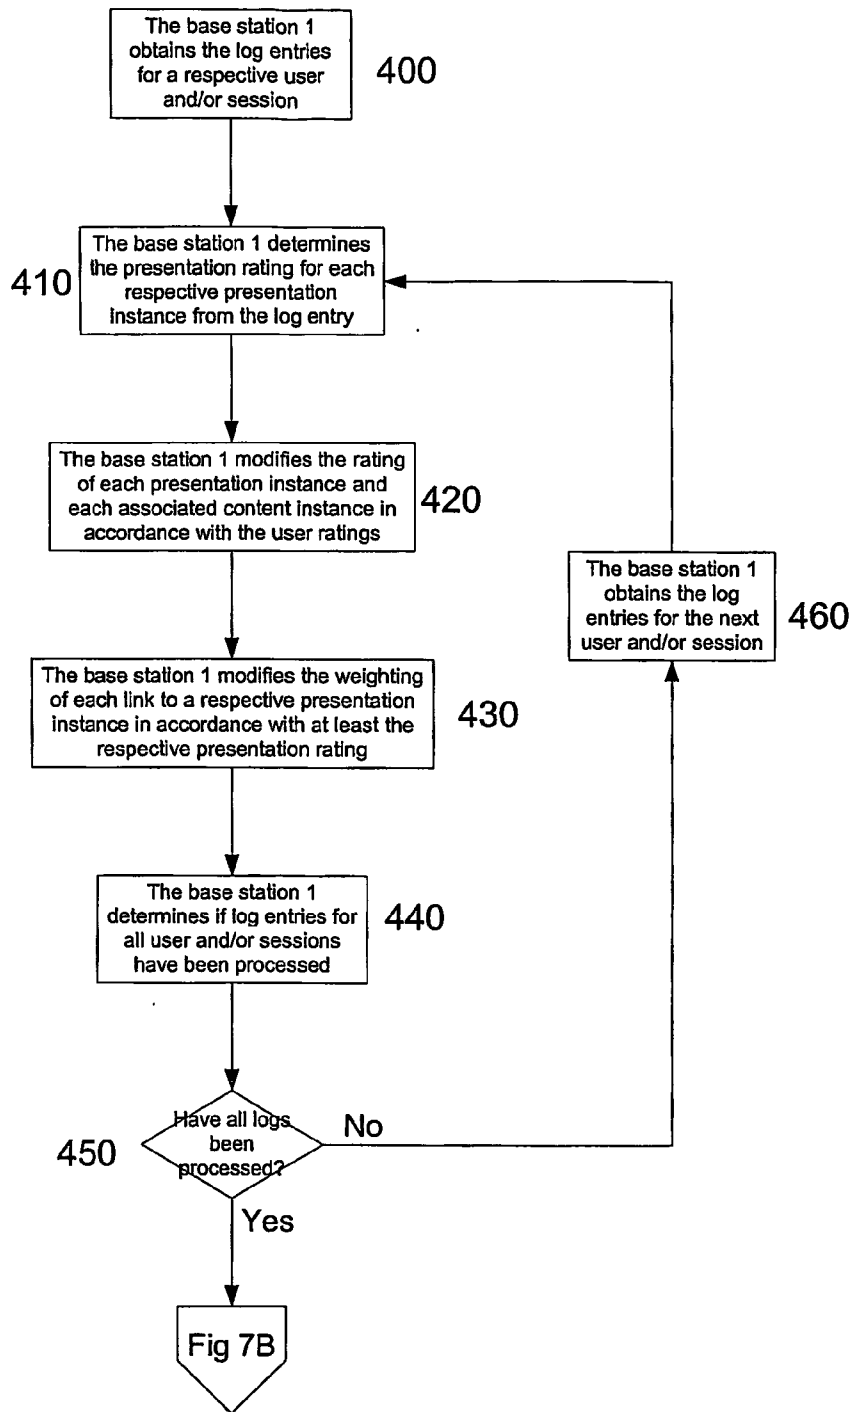 The base station 1
obtains the log entries
for a respective user
and/or session
400
The base station 1 determines
the presentation rating for each
respective presentation
instance from the log entry
410
The base station 1 modifies the rating
of each presentation instance and
each associated content instance in
accordance with the user ratings
420
The base station 1 modifies the weighting
of each link to a respective presentation
instance in accordance with at least the
respective presentation rating
430
The base station 1
determines if log entries for
all user and/or sessions
have been processed
440
Have all logs
been
processed?
450
No
Yes
The base station 1
obtains the log
entries for the next
user and/or session
460
Fig 7B